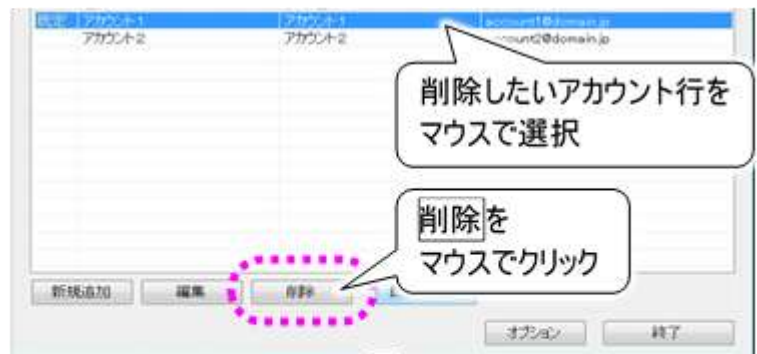 既定 アカウント1 アカウント1 account1@domain.jp
アカウント2 アカウント2 account2@domain.jp
削除したいアカウント行を
マウスで選択
削除を
マウスでクリック
新規追加 編集 削除
オプション 終了